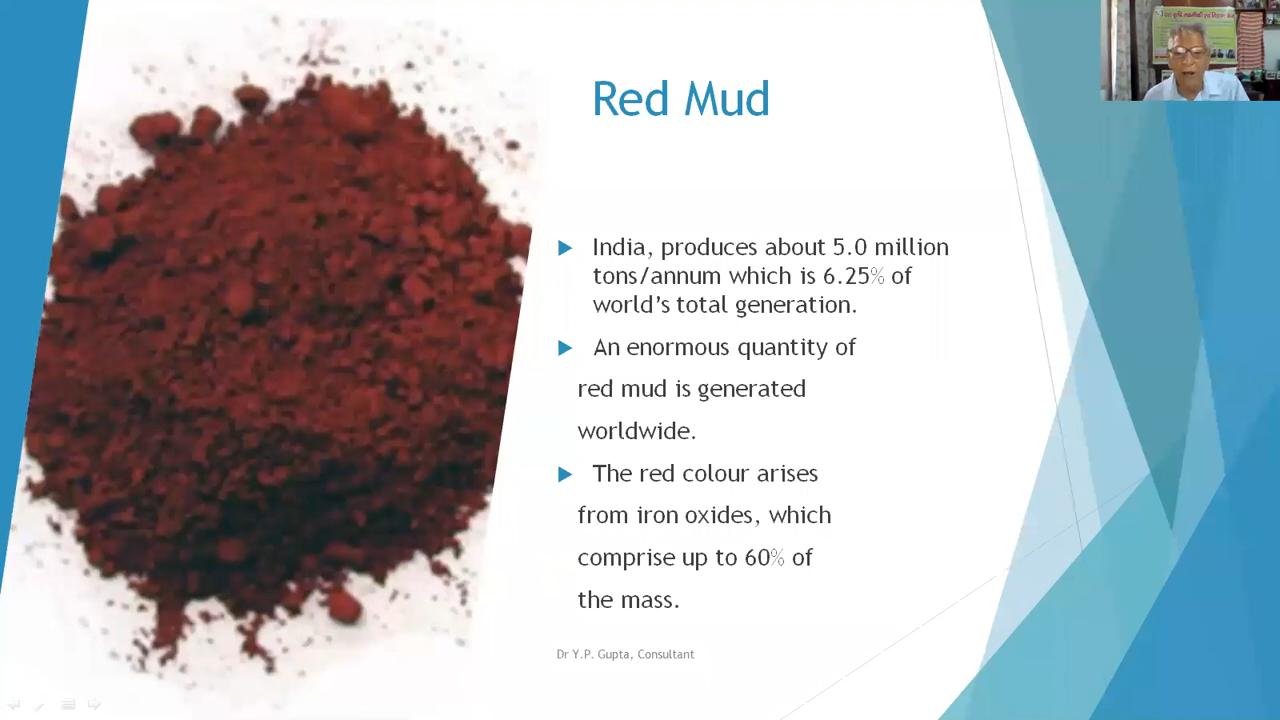 Red Mud
India, produces about 5.0 million
tons/annum which is 6.25% of
world's total generation.
An enormous quantity of
red mud is generated
worldwide.
The red colour arises
from iron oxides, which
comprise up to 60% of
the mass.
Dr Y.P. Gupta, Consultant